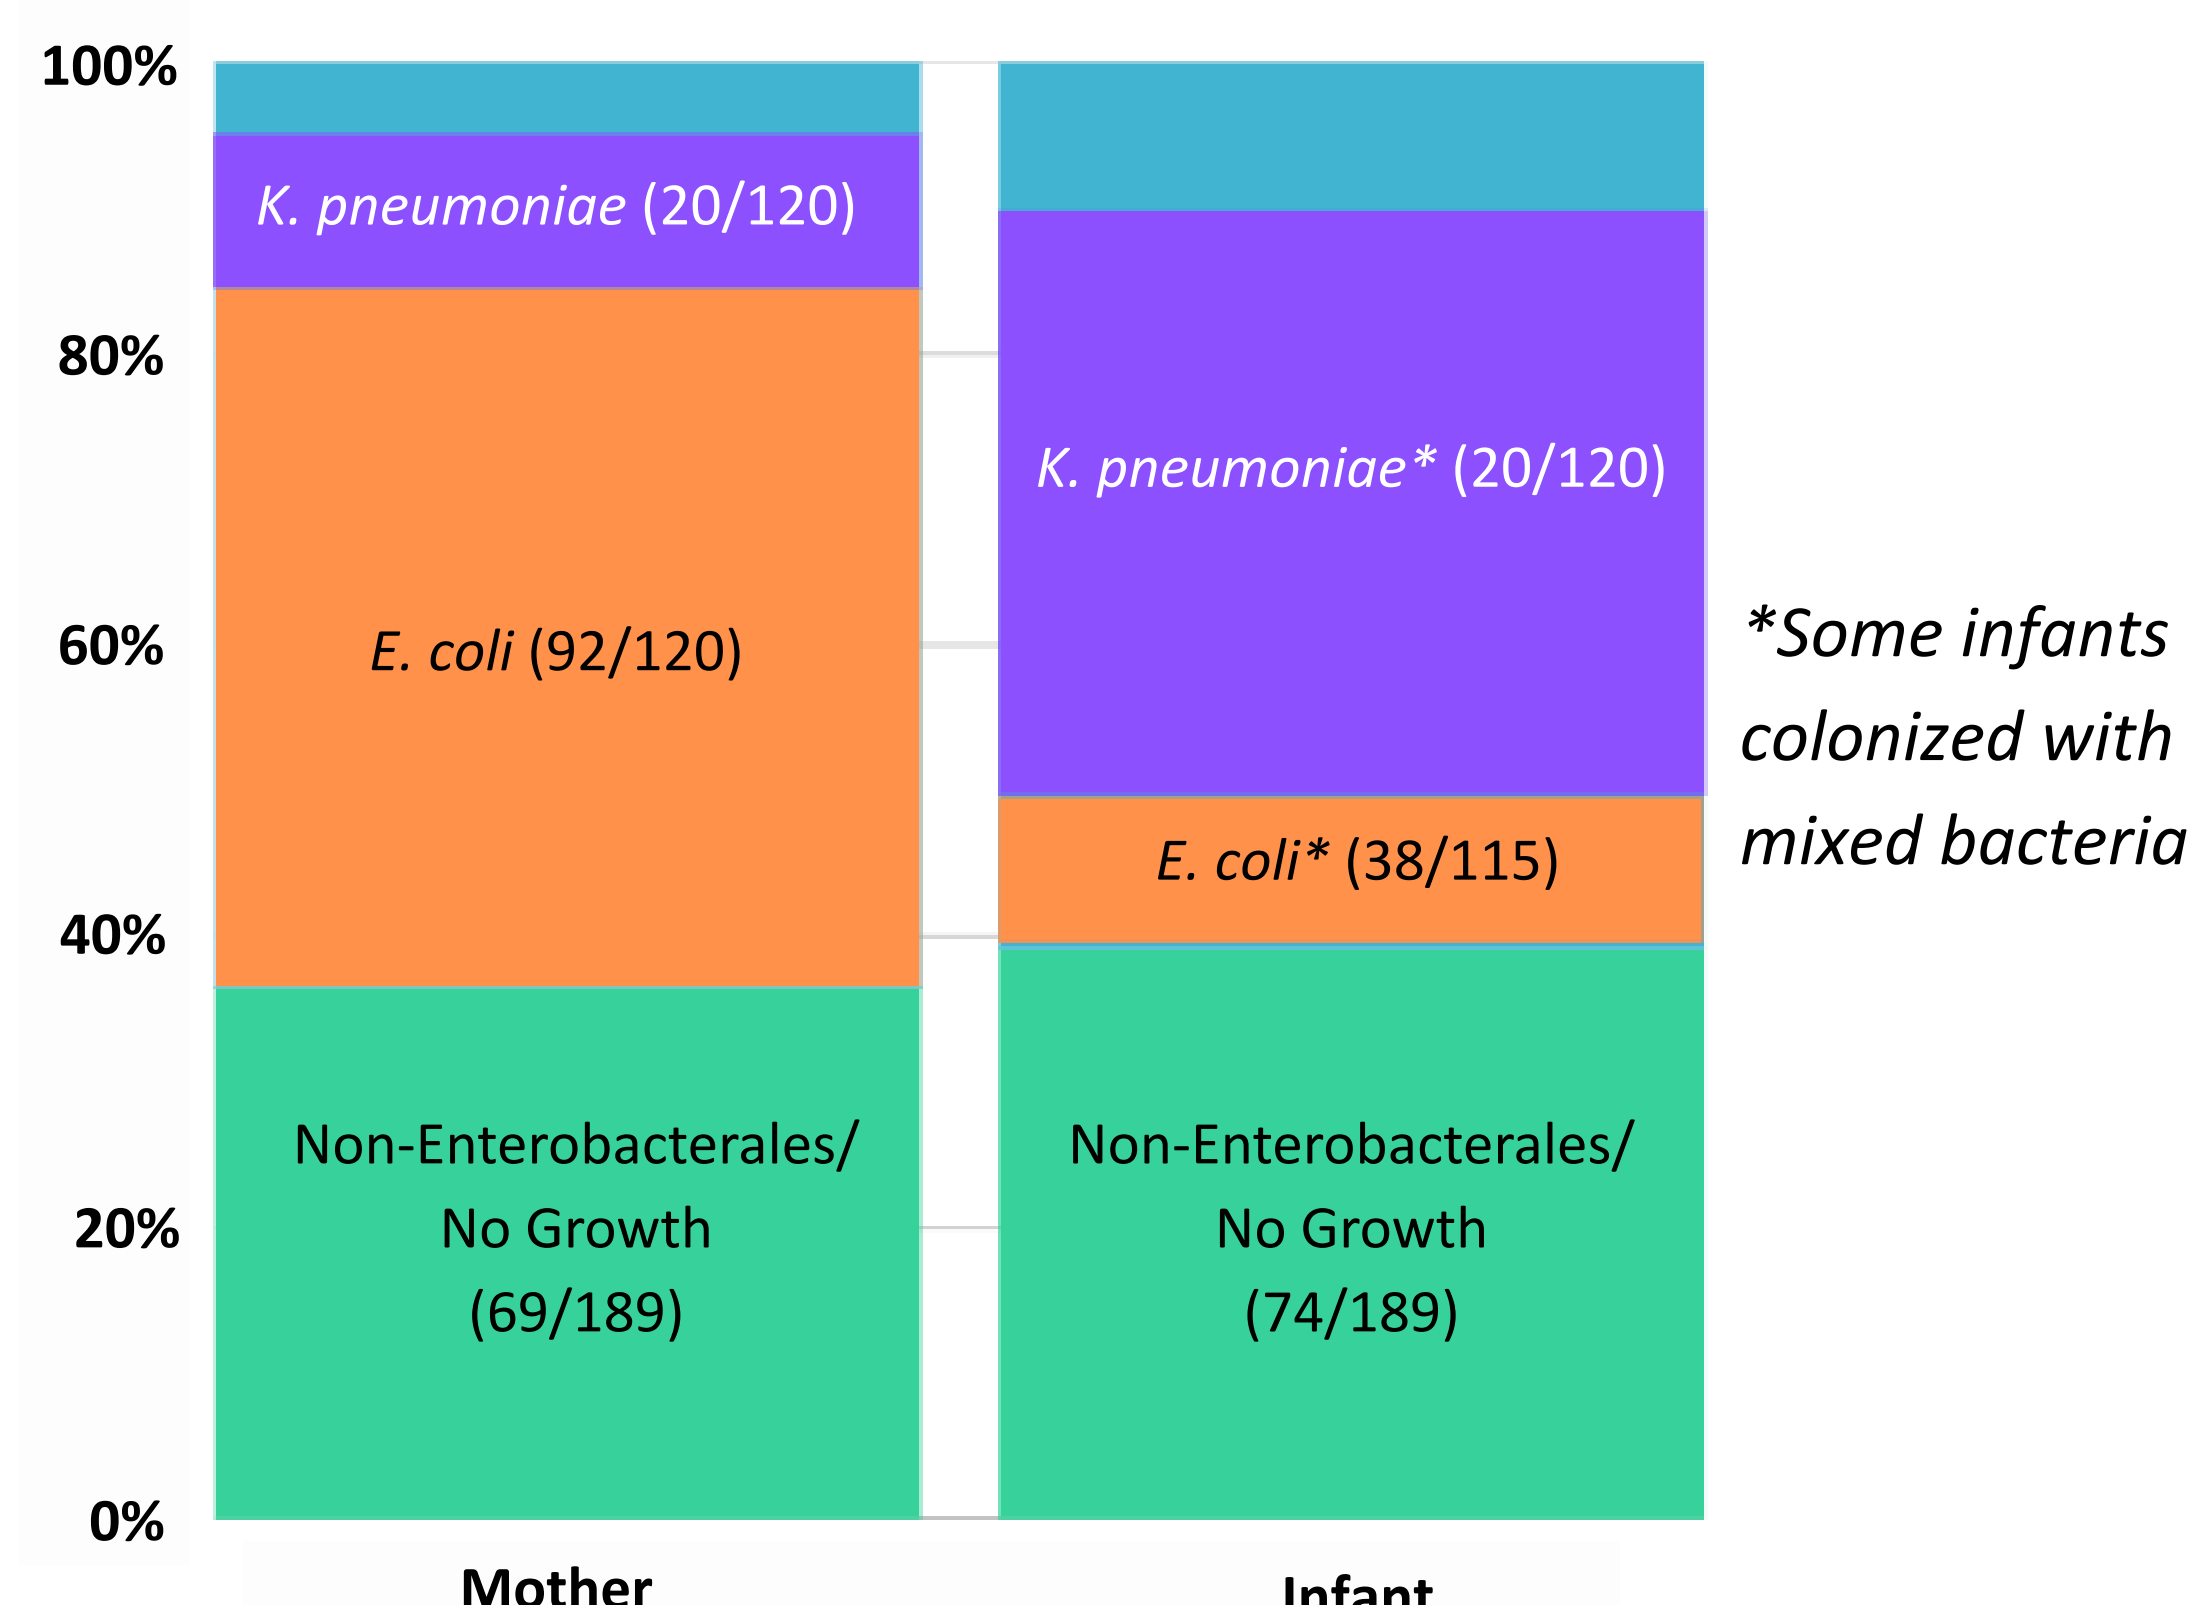 100%
80%
60%
40%
20%
0%
K. pneumoniae (20/120)
E. coli (92/120)
Non-Enterobacterales/
No Growth
(69/189)
K. pneumoniae* (20/120)
E. coli* (38/115)
Non-Enterobacterales/
No Growth
(74/189)
*Some infants
colonized with
mixed bacteria
Mother
Infant